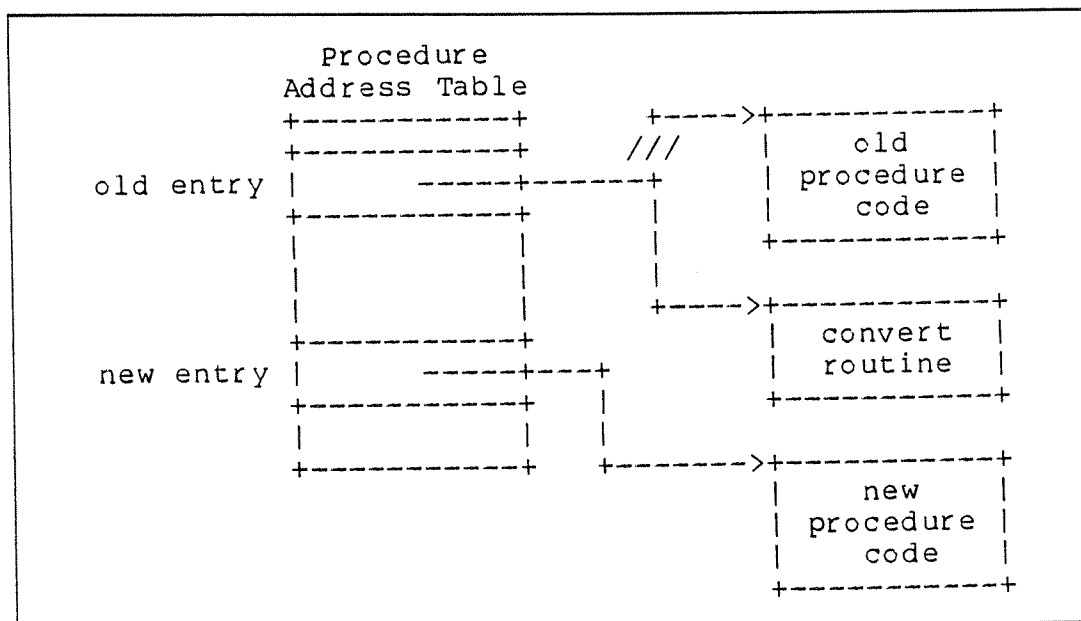 Procedure
Address Table
old entry
old
procedure
code
convert
routine
new entry
new
procedure
code